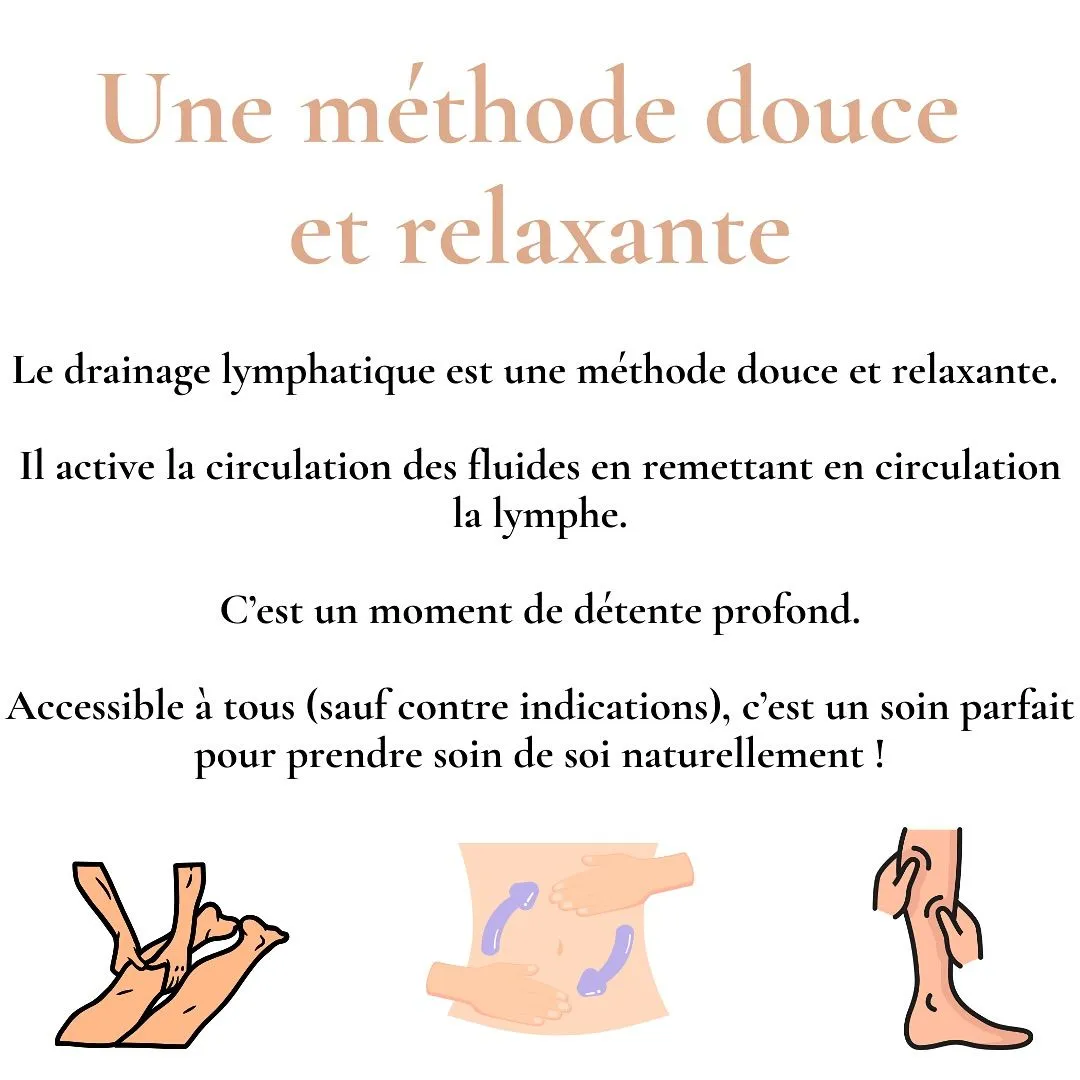 Une méthode douce
et relaxante
Le drainage lymphatique est une méthode douce et relaxante.
Il active la circulation des fluides en remettant en circulation
la lymphe.
C’est un moment de détente profond.
Accessible à tous (sauf contre indications), c’est un soin parfait
pour prendre soin de soi naturellement !